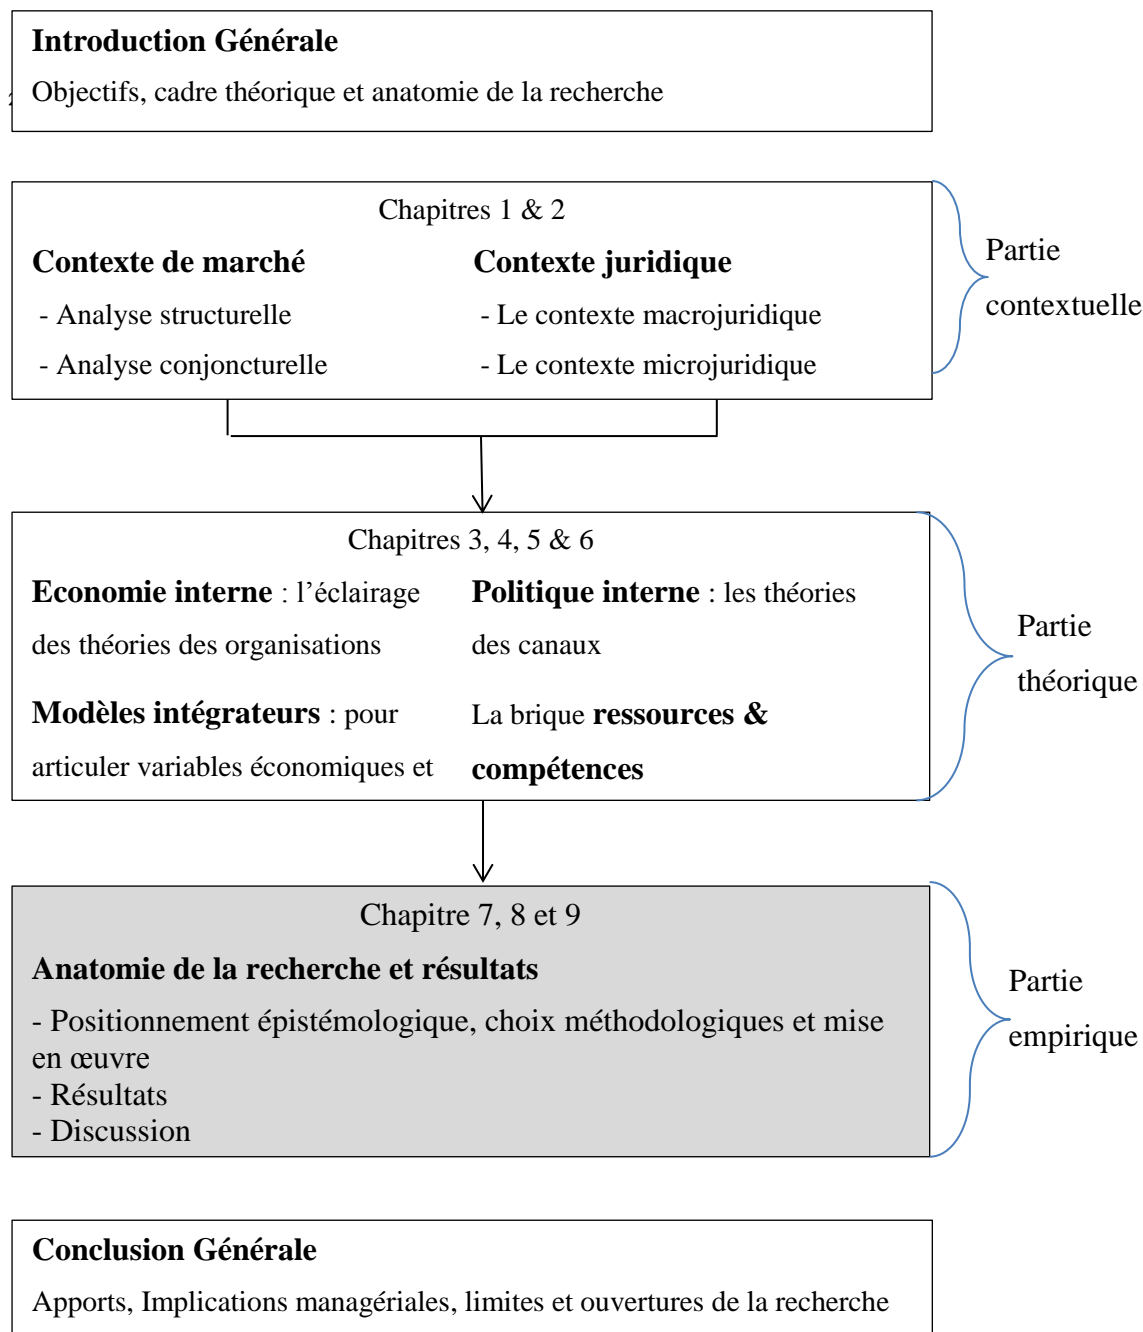 Introduction Générale
Objectifs, cadre théorique et anatomie de la recherche
Chapitres 1 & 2
Contexte de marché
- Analyse structurelle
- Analyse conjoncturelle
Contexte juridique
- Le contexte macrojuridique
- Le contexte microjuridique
Partie
contextuelle
Chapitres 3, 4, 5 & 6
Economie interne : l’éclairage
des théories des organisations
Politique interne : les théories
des canaux
Modèles intégrateurs : pour
articuler variables économiques et
La brique ressources &
compétences
Partie
théorique
Chapitre 7, 8 et 9
Anatomie de la recherche et résultats
- Positionnement épistémologique, choix méthodologiques et mise
en œuvre
- Résultats
- Discussion
Partie
empirique
Conclusion Générale
Apports, Implications managériales, limites et ouvertures de la recherche